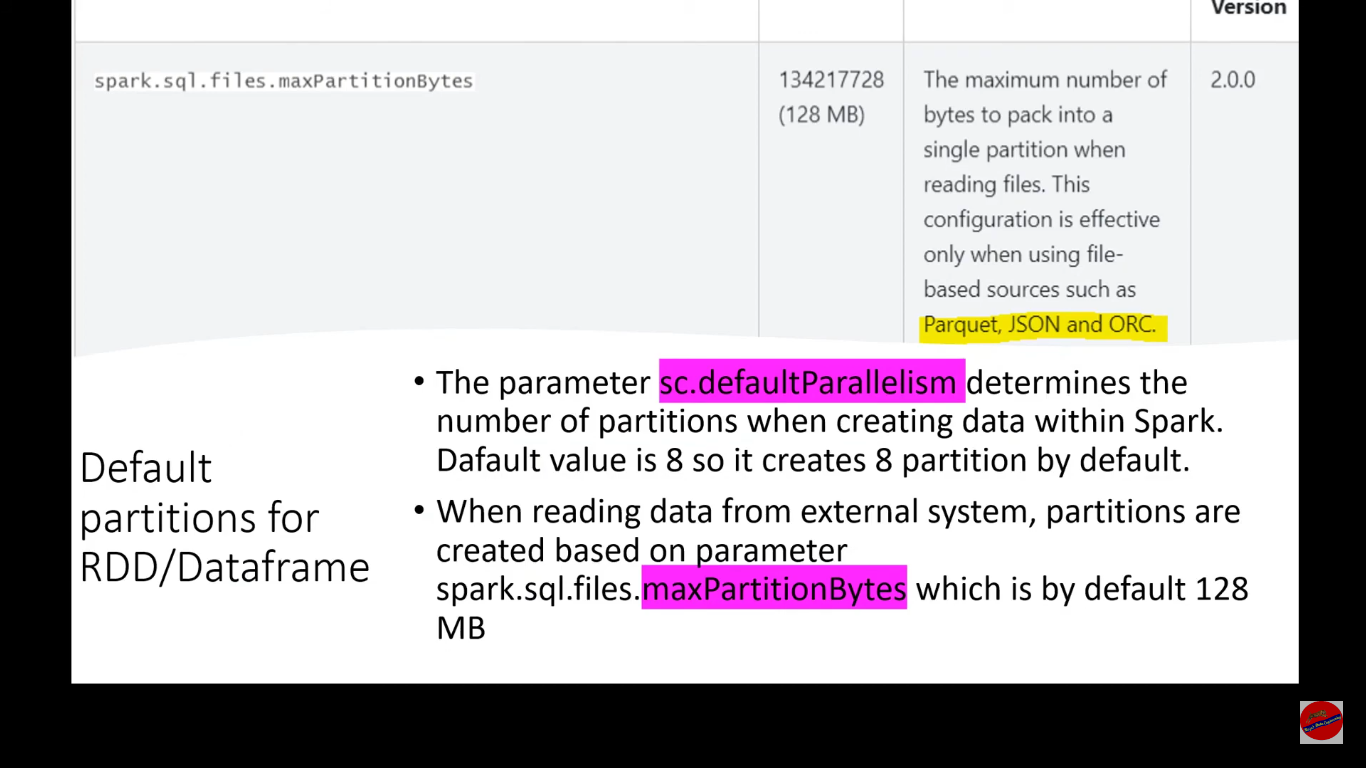 Version
spark.sql.files.maxPartitionBytes
134217728
(128 MB)
The maximum number of
bytes to pack into a
single partition when
reading files. This
configuration is effective
only when using file-
based sources such as
Parquet, JSON and ORC.
2.0.0
Default
partitions for
RDD/Dataframe
• The parameter sc.defaultParallelism determines the
number of partitions when creating data within Spark.
Dafault value is 8 so it creates 8 partition by default.
• When reading data from external system, partitions are
created based on parameter
spark.sql.files.maxPartitionBytes which is by default 128
MB